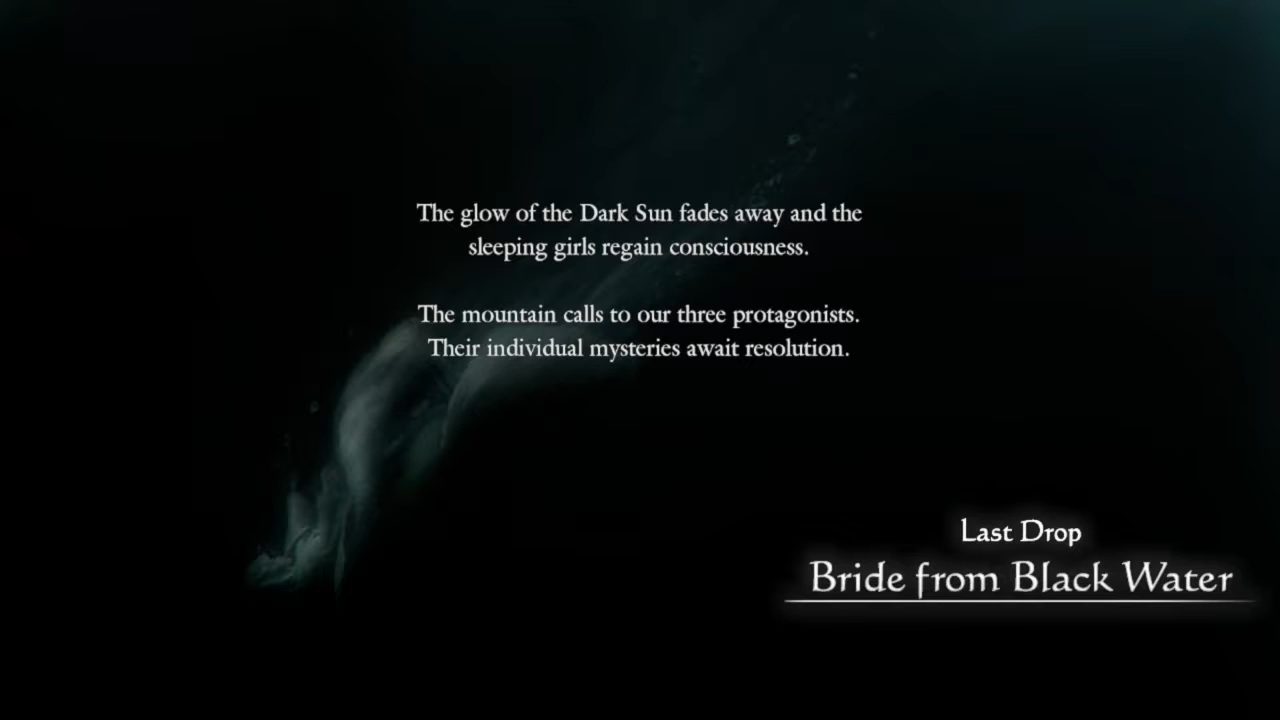 The glow of the Dark Sun fades away and the
sleeping girls regain consciousness.
The mountain calls to our three protagonists.
Their individual mysteries await resolution.
Last Drop
Bride from Black Water